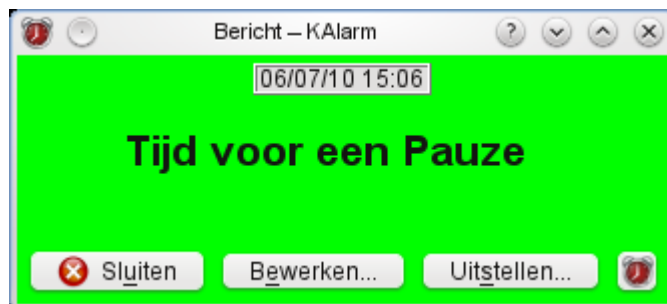 Bericht – KAlarm
06/07/10 15:06
Tijd voor een Pauze
Sluiten Bewerken... Uitstellen...